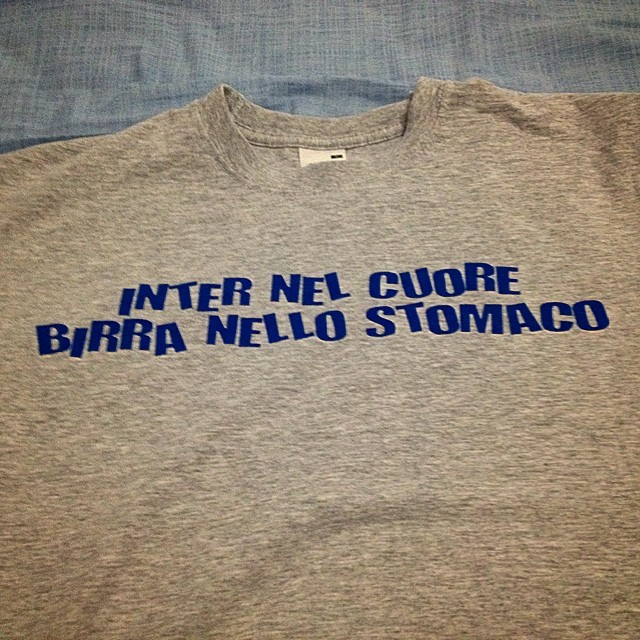 INTER NEL CUORE
BIRRA NELLO STOMACO